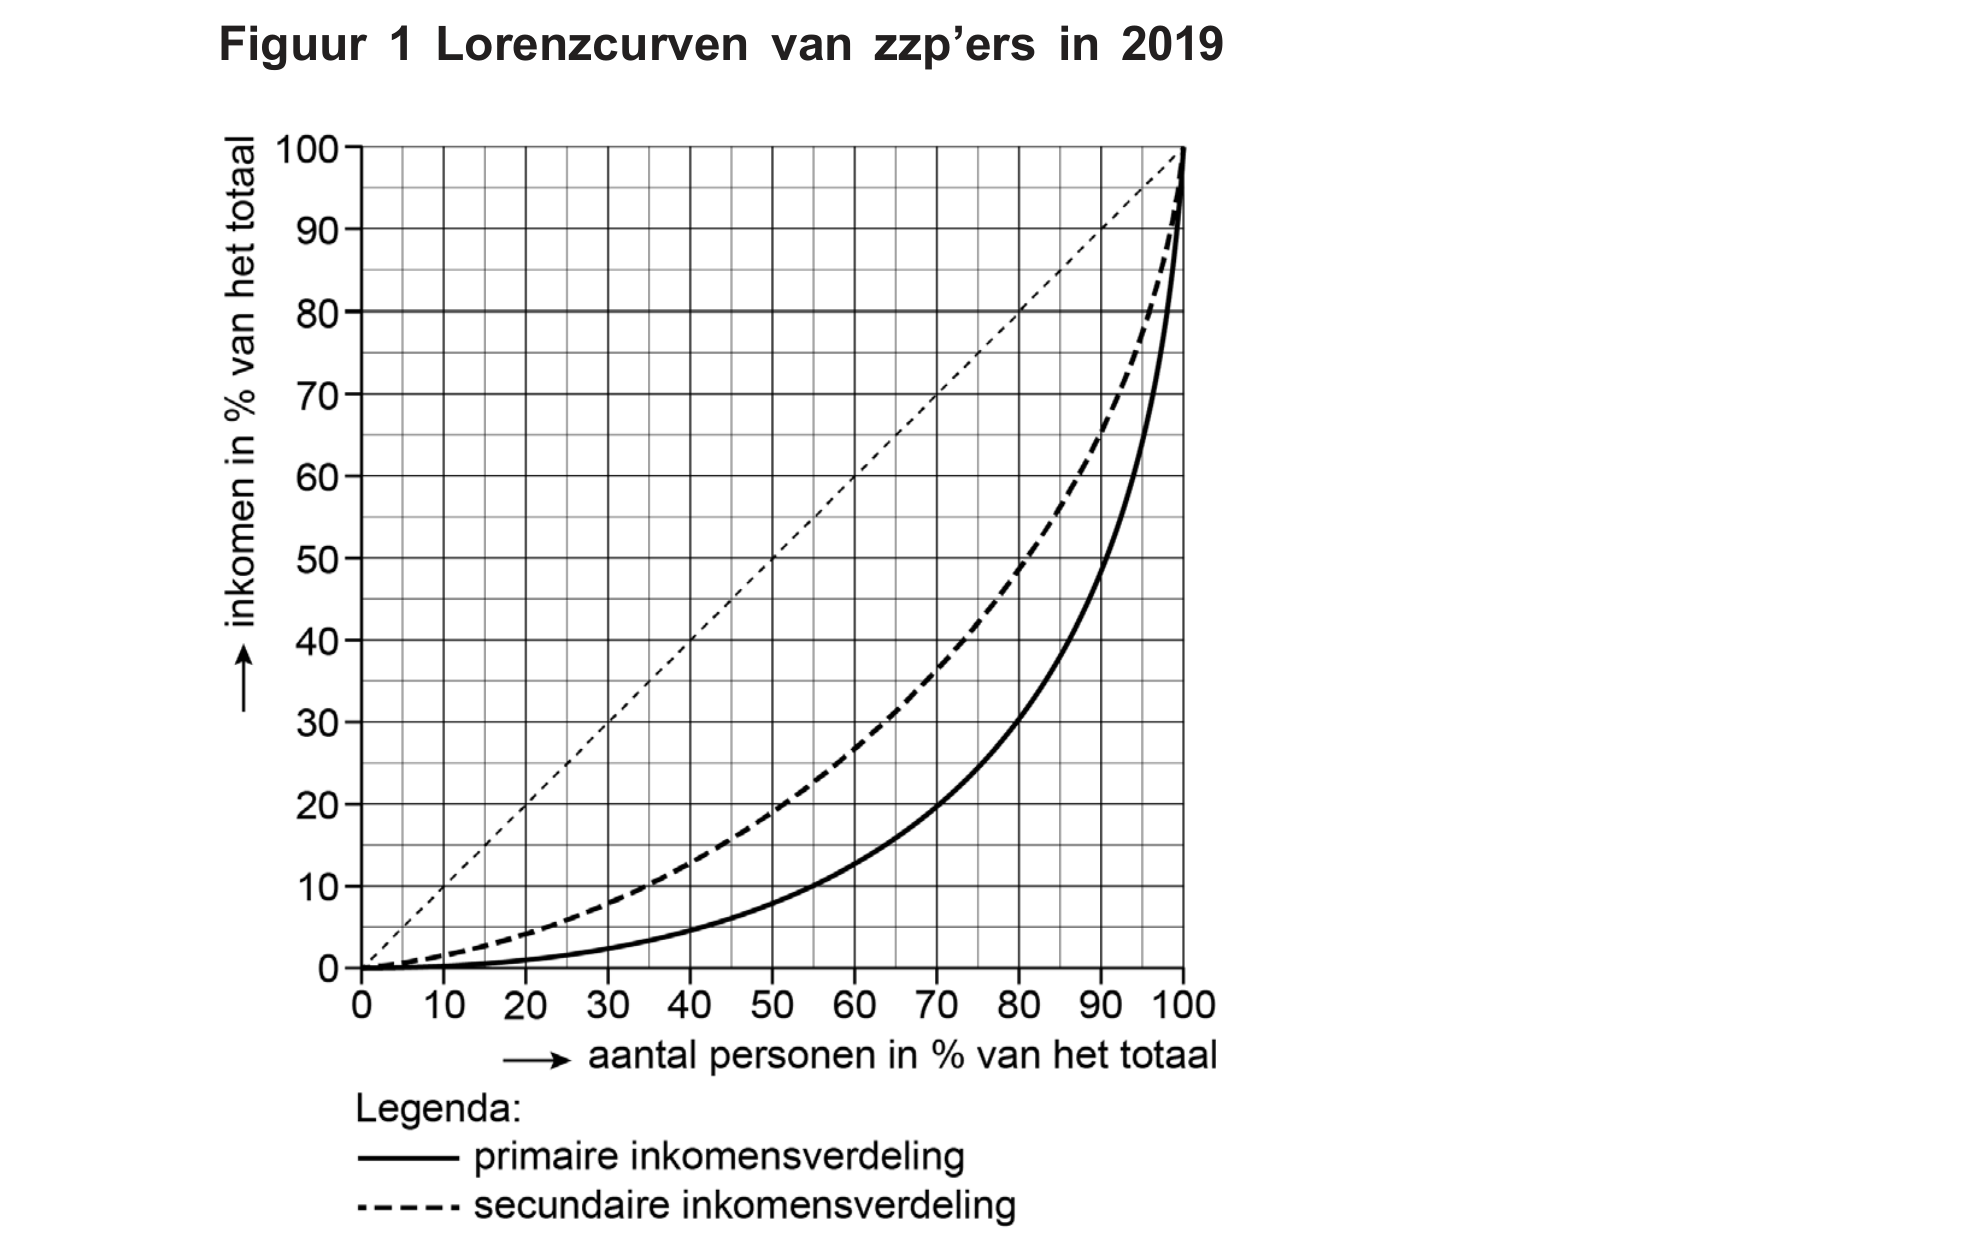 Figuur 1 Lorenzcurven van zzp’ers in 2019
inkomen in % van het totaal
100
90
80
70
60
50
40
30
20
10
0
0 10 20 30 40 50 60 70 80 90 100
aantal personen in % van het totaal
Legenda:
primaire inkomensverdeling
secundaire inkomensverdeling